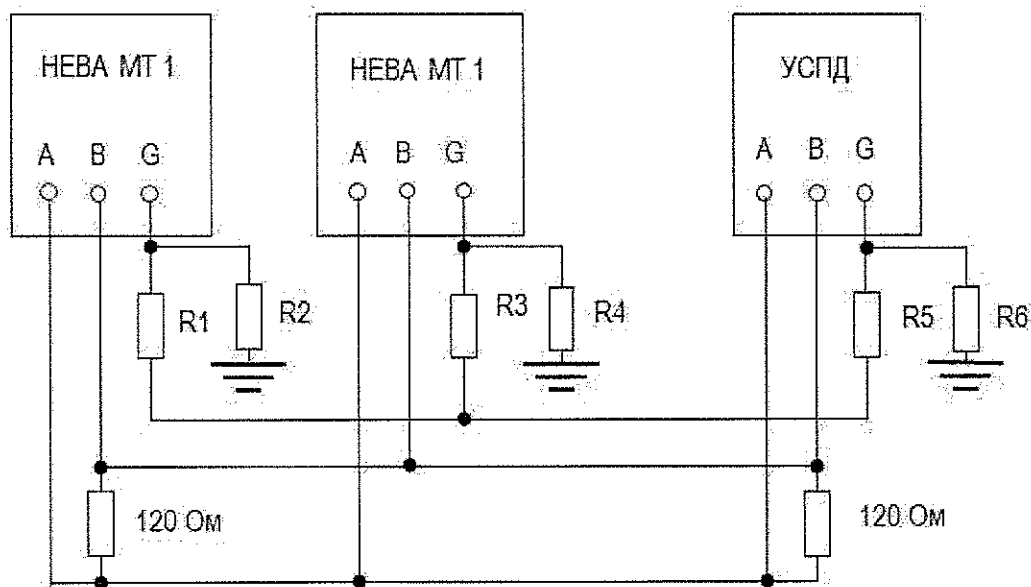 НЕВА МТ 1
НЕВА МТ 1
УСПД
A B G
A B G
A B G
R1
R2
R3
R4
R5
R6
120 Ом
120 Ом